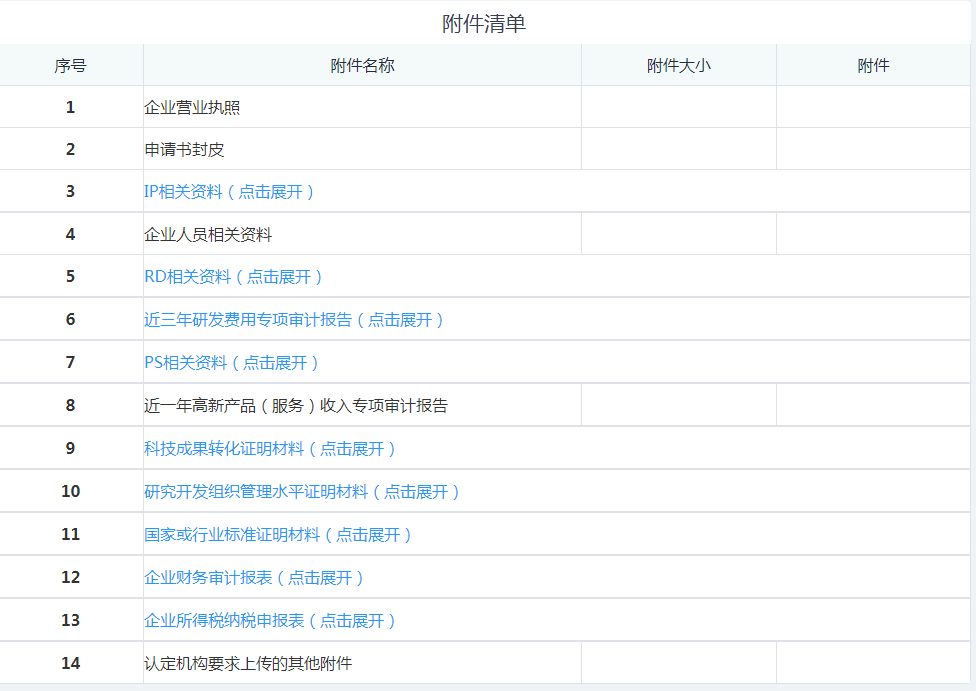 附件清单
序号 附件名称 附件大小 附件
1 企业营业执照
2 申请书封皮
3 IP相关资料（点击展开）
4 企业人员相关资料
5 RD相关资料（点击展开）
6 近三年研发费用专项审计报告（点击展开）
7 PS相关资料（点击展开）
8 近一年高新产品（服务）收入专项审计报告
9 科技成果转化证明材料（点击展开）
10 研究开发组织管理水平证明材料（点击展开）
11 国家或行业标准证明材料（点击展开）
12 企业财务审计报表（点击展开）
13 企业所得税纳税申报表（点击展开）
14 认定机构要求上传的其他附件